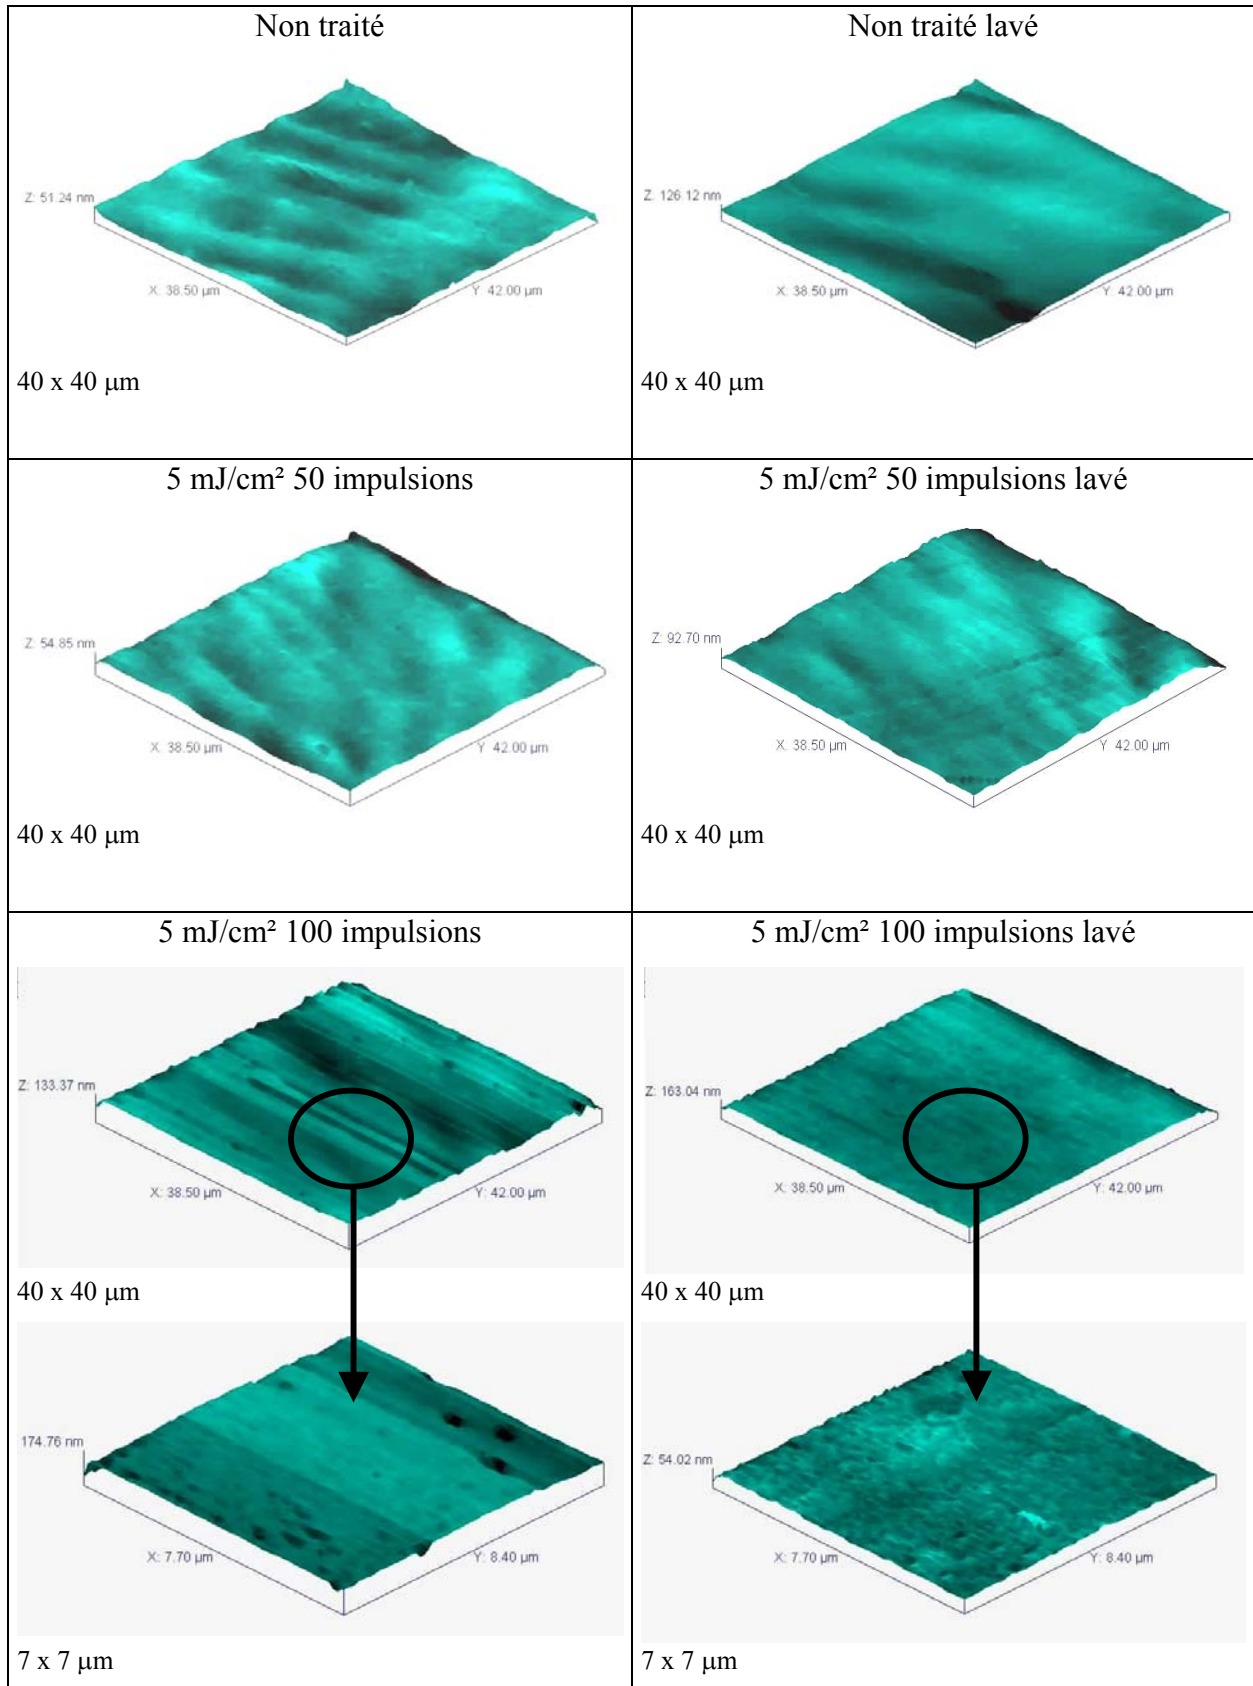 Non traité
Z: 51.24 nm
X: 38.50 µm
Y: 42.00 µm
40 x 40 µm
Non traité lavé
Z: 126.12 nm
X: 38.50 µm
Y: 42.00 µm
40 x 40 µm
5 mJ/cm² 50 impulsions
Z: 54.85 nm
X: 38.50 µm
Y: 42.00 µm
40 x 40 µm
5 mJ/cm² 50 impulsions lavé
Z: 92.70 nm
X: 38.50 µm
Y: 42.00 µm
40 x 40 µm
5 mJ/cm² 100 impulsions
Z: 133.37 nm
X: 38.50 µm
Y: 42.00 µm
40 x 40 µm
174.76 nm
X: 7.70 µm
Y: 8.40 µm
7 x 7 µm
5 mJ/cm² 100 impulsions lavé
Z: 163.04 nm
X: 38.50 µm
Y: 42.00 µm
40 x 40 µm
Z: 54.02 nm
X: 7.70 µm
Y: 8.40 µm
7 x 7 µm